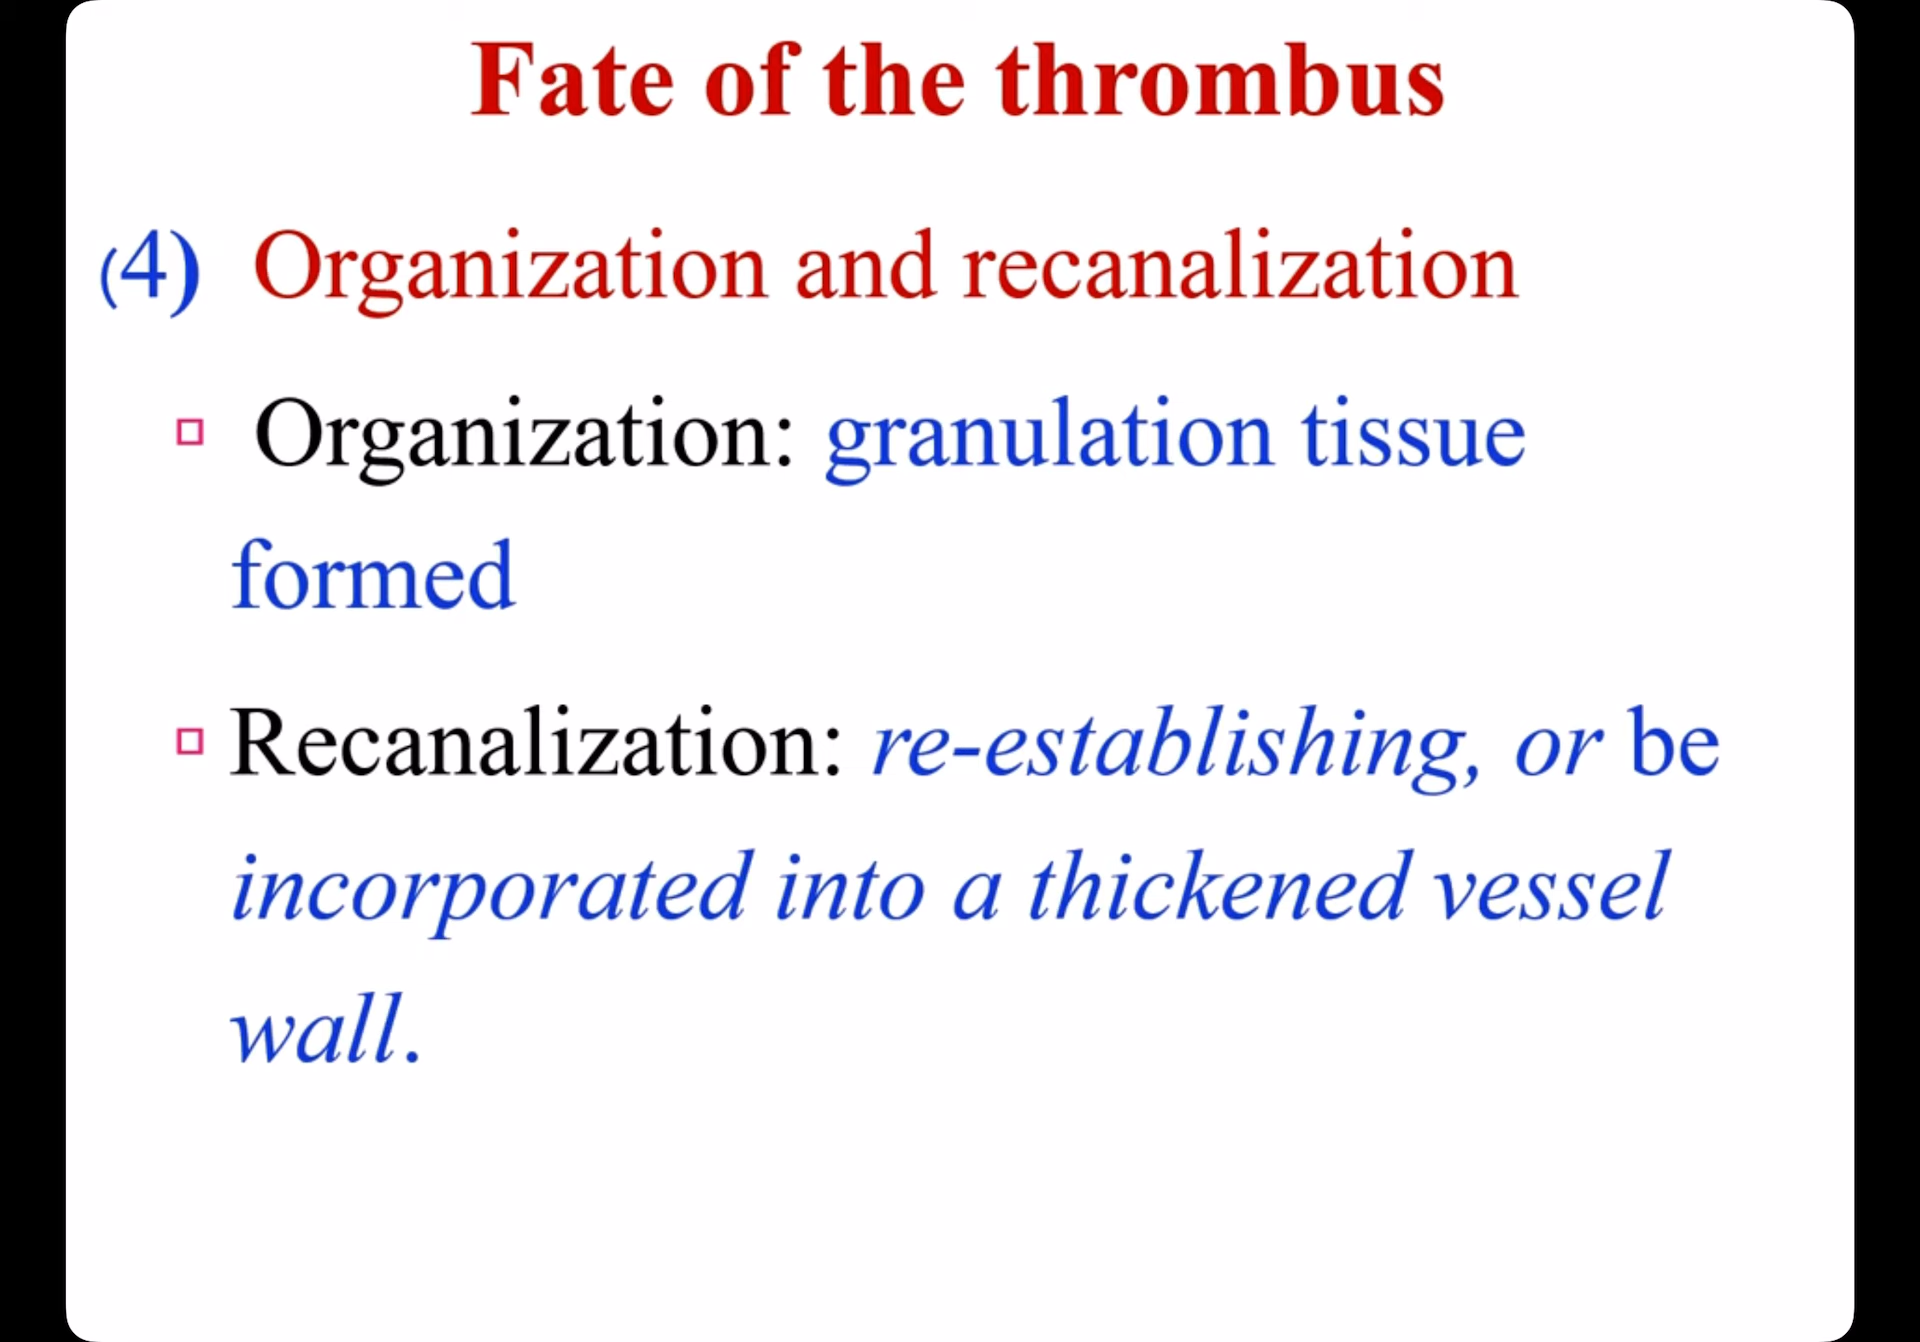 Fate of the thrombus
(4) Organization and recanalization
Organization: granulation tissue
formed
Recanalization: re-establishing, or be
incorporated into a thickened vessel
wall.